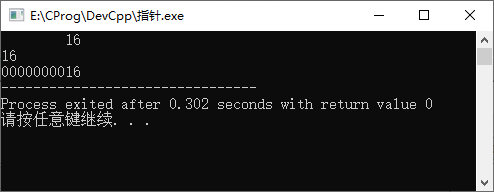 E:\CProg\DevCpp\指针.exe
        16
16
0000000016
--------------------------------
Process exited after 0.302 seconds with return value 0
请按任意键继续. . .